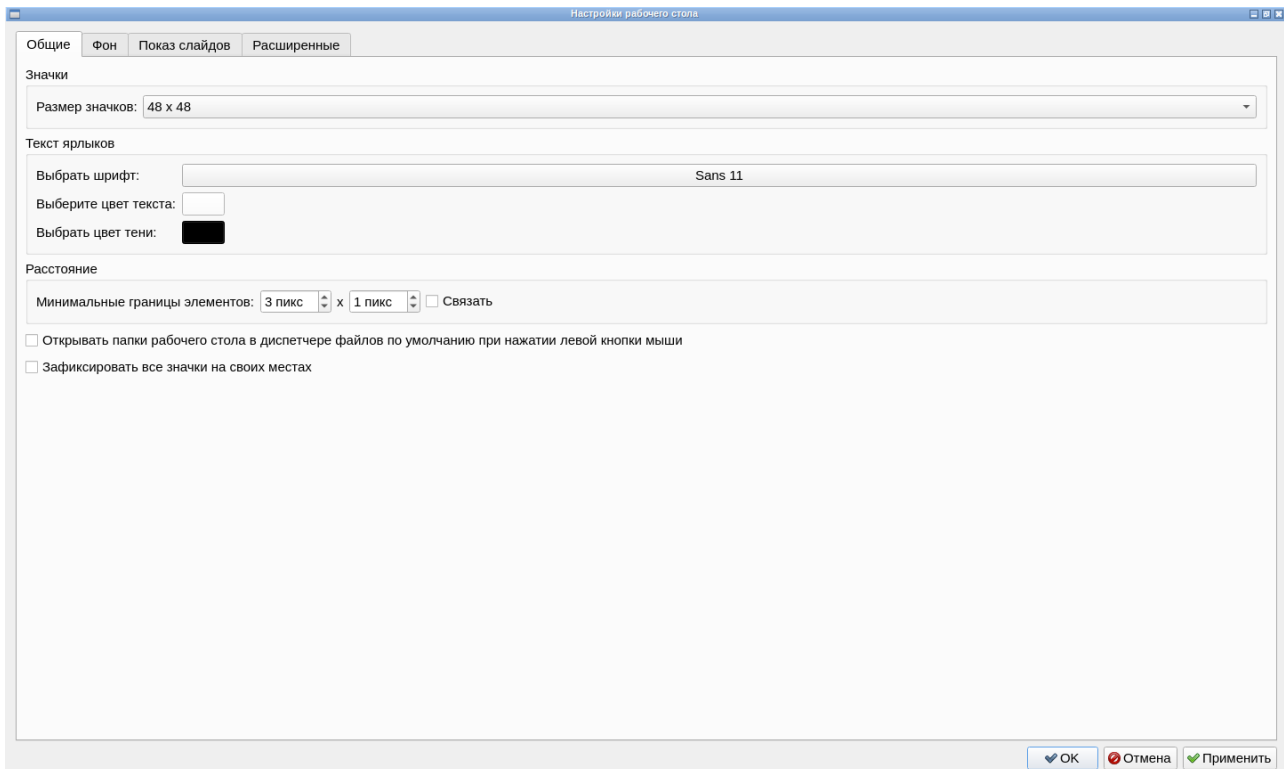 Настройки рабочего стола
Общие Фон Показ слайдов Расширенные
Значки
Размер значков: 48 x 48
Текст ярлыков
Выбрать шрифт: Sans 11
Выберите цвет текста:
Выбрать цвет тени:
Расстояние
Минимальные границы элементов: 3 пикс x 1 пикс Связать
Открывать папки рабочего стола в диспетчере файлов по умолчанию при нажатии левой кнопки мыши
Зафиксировать все значки на своих местах
OK Отмена Применить